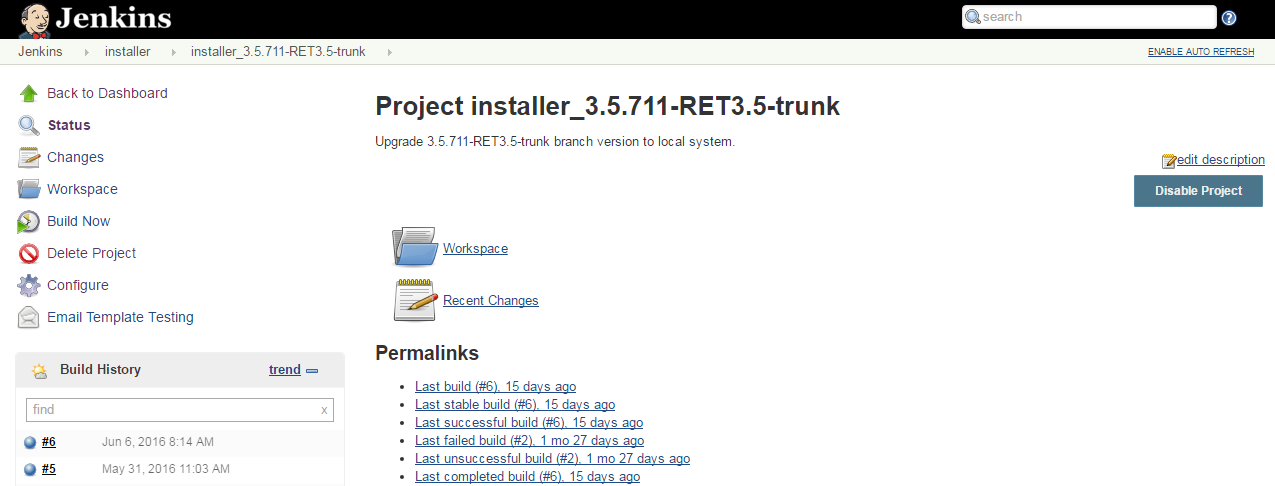 Jenkins
search
Jenkins installer installer_3.5.711-RET3.5-trunk
ENABLE AUTO REFRESH
Back to Dashboard
Status
Changes
Workspace
Build Now
Delete Project
Configure
Email Template Testing
Build History trend
find x
#6 Jun 6, 2016 8:14 AM
#5 May 31, 2016 11:03 AM
Project installer_3.5.711-RET3.5-trunk
Upgrade 3.5.711-RET3.5-trunk branch version to local system.
edit description
Disable Project
Workspace
Recent Changes
Permalinks
Last build (#6), 15 days ago
Last stable build (#6), 15 days ago
Last successful build (#6), 15 days ago
Last failed build (#2), 1 mo 27 days ago
Last unsuccessful build (#2), 1 mo 27 days ago
Last completed build (#6), 15 days ago